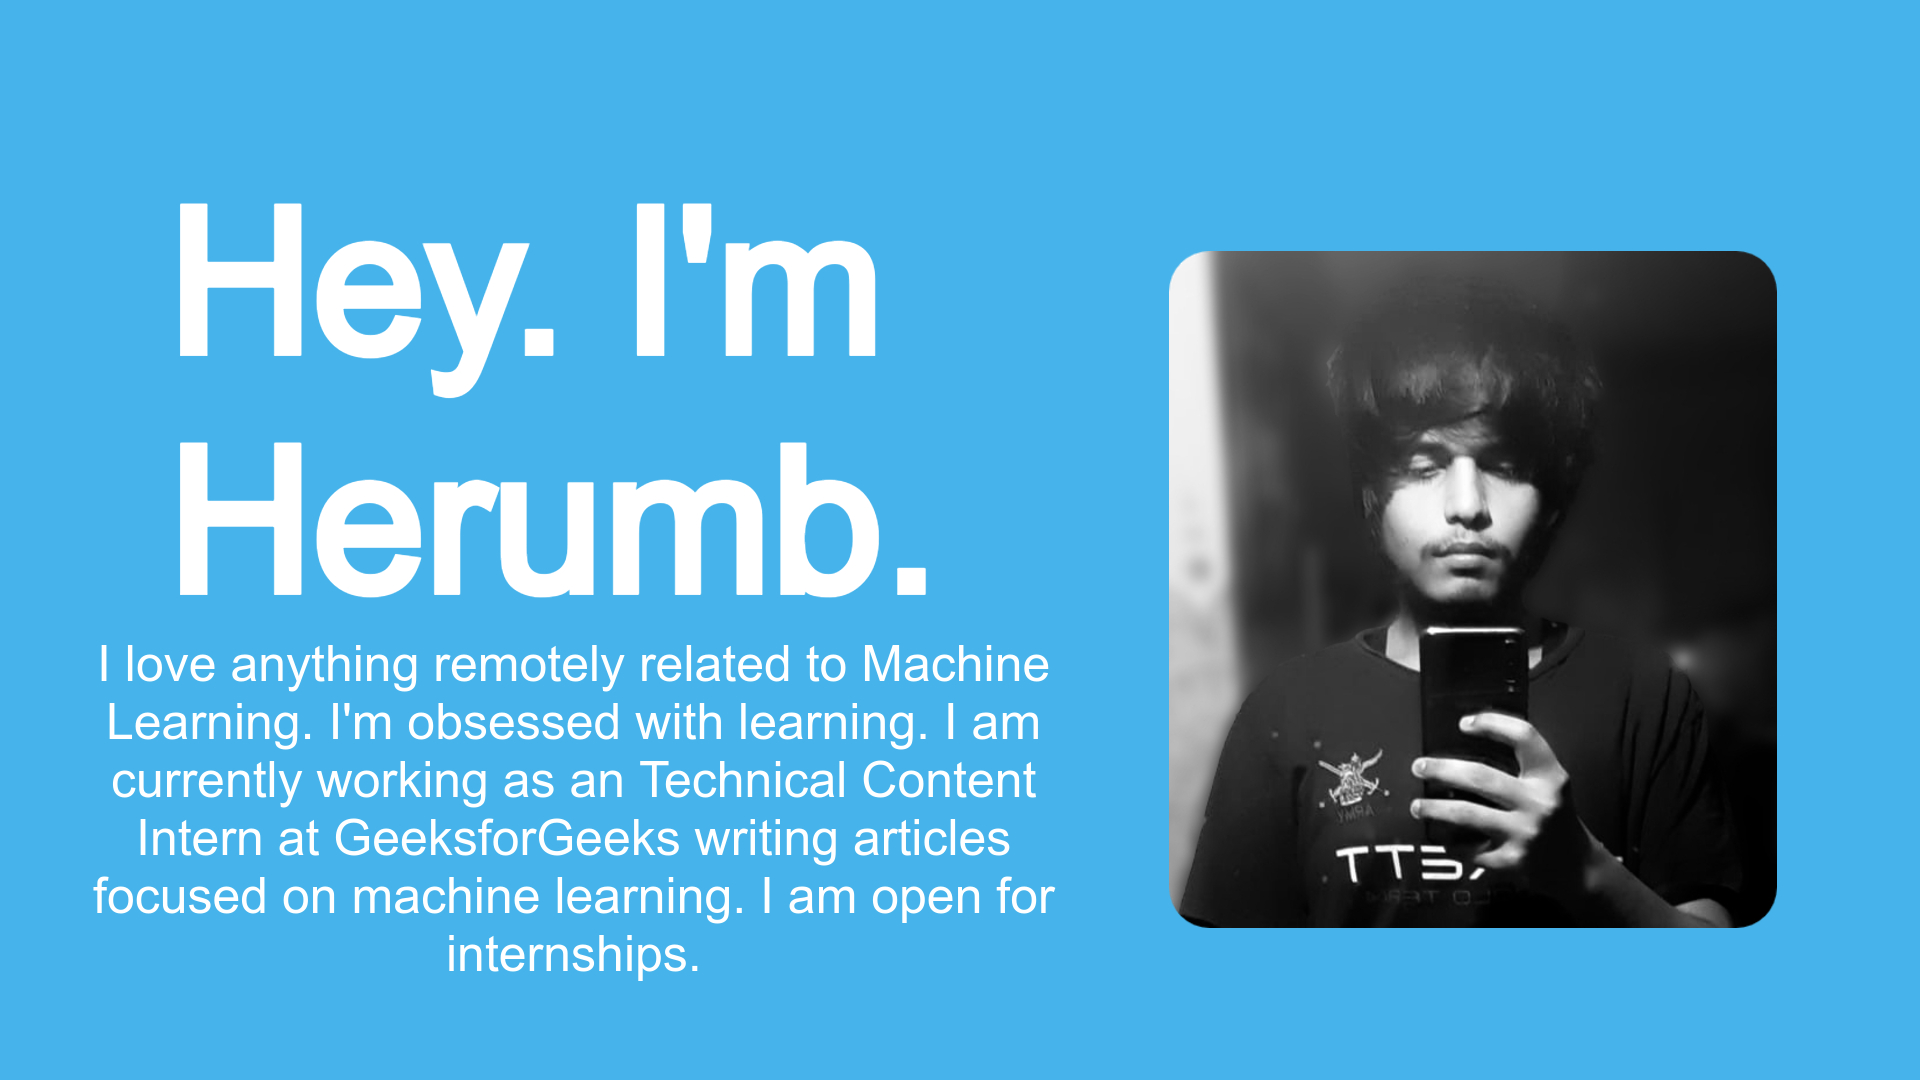 Hey. I'm
Herumb.
I love anything remotely related to Machine
Learning. I'm obsessed with learning. I am
currently working as an Technical Content
Intern at GeeksforGeeks writing articles
focused on machine learning. I am open for
internships.
ARMY